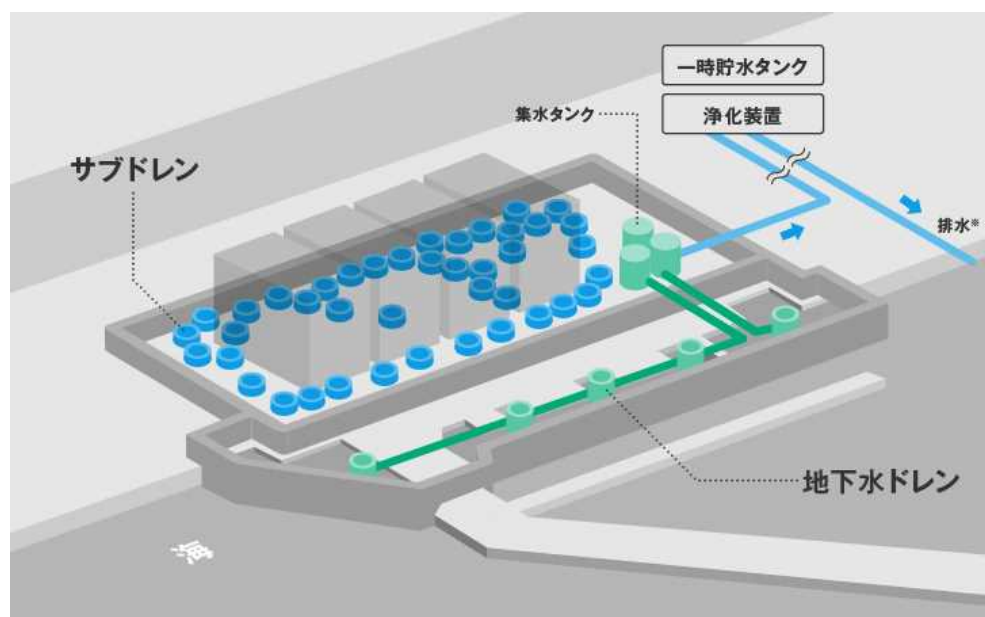 一時貯水タンク
浄化装置
集水タンク
サブドレン
排水※
地下水ドレン
海